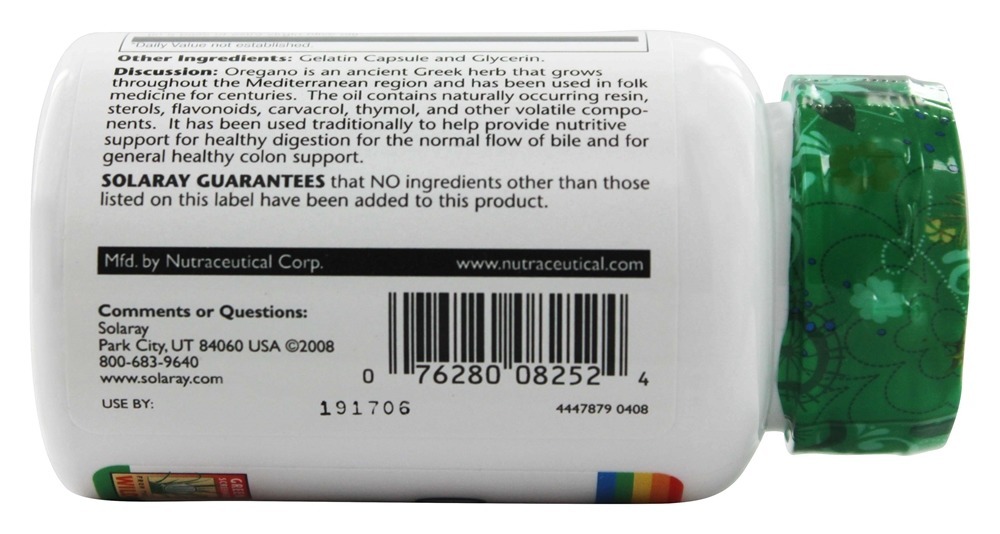 Daily Value not established.
Other Ingredients: Gelatin Capsule and Glycerin.
Discussion: Oregano is an ancient Greek herb that grows
throughout the Mediterranean region and has been used in folk
medicine for centuries. The oil contains naturally occurring resin,
sterols, flavonoids, carvacrol, thymol, and other volatile compo-
nents. It has been used traditionally to help provide nutritive
support for healthy digestion for the normal flow of bile and for
general healthy colon support.
SOLARAY GUARANTEES that NO ingredients other than those
listed on this label have been added to this product.
Mfd. by Nutraceutical Corp. www.nutraceutical.com
Comments or Questions:
Solaray
Park City, UT 84060 USA ©2008
800-683-9640
www.solaray.com
0 76280 08252 4
USE BY: 191706 4447879 0408